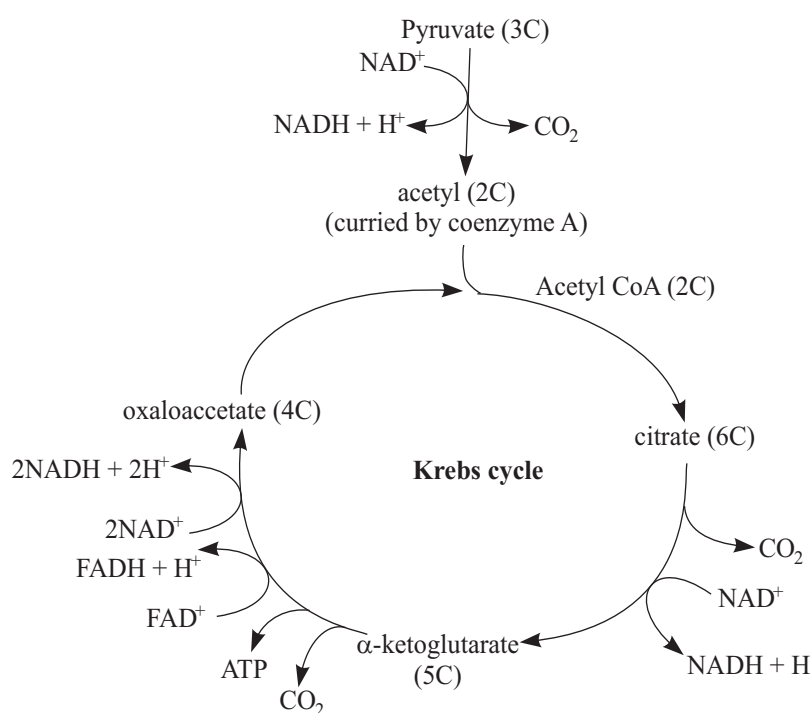 Pyruvate (3C)
NAD⁺
NADH + H⁺
CO₂
acetyl (2C)
(curried by coenzyme A)
Acetyl CoA (2C)
oxaloaccetate (4C)
citrate (6C)
2NADH + 2H⁺
Krebs cycle
2NAD⁺
CO₂
FADH + H⁺
NAD⁺
FAD⁺
α-ketoglutarate
(5C)
NADH + H
ATP
CO₂